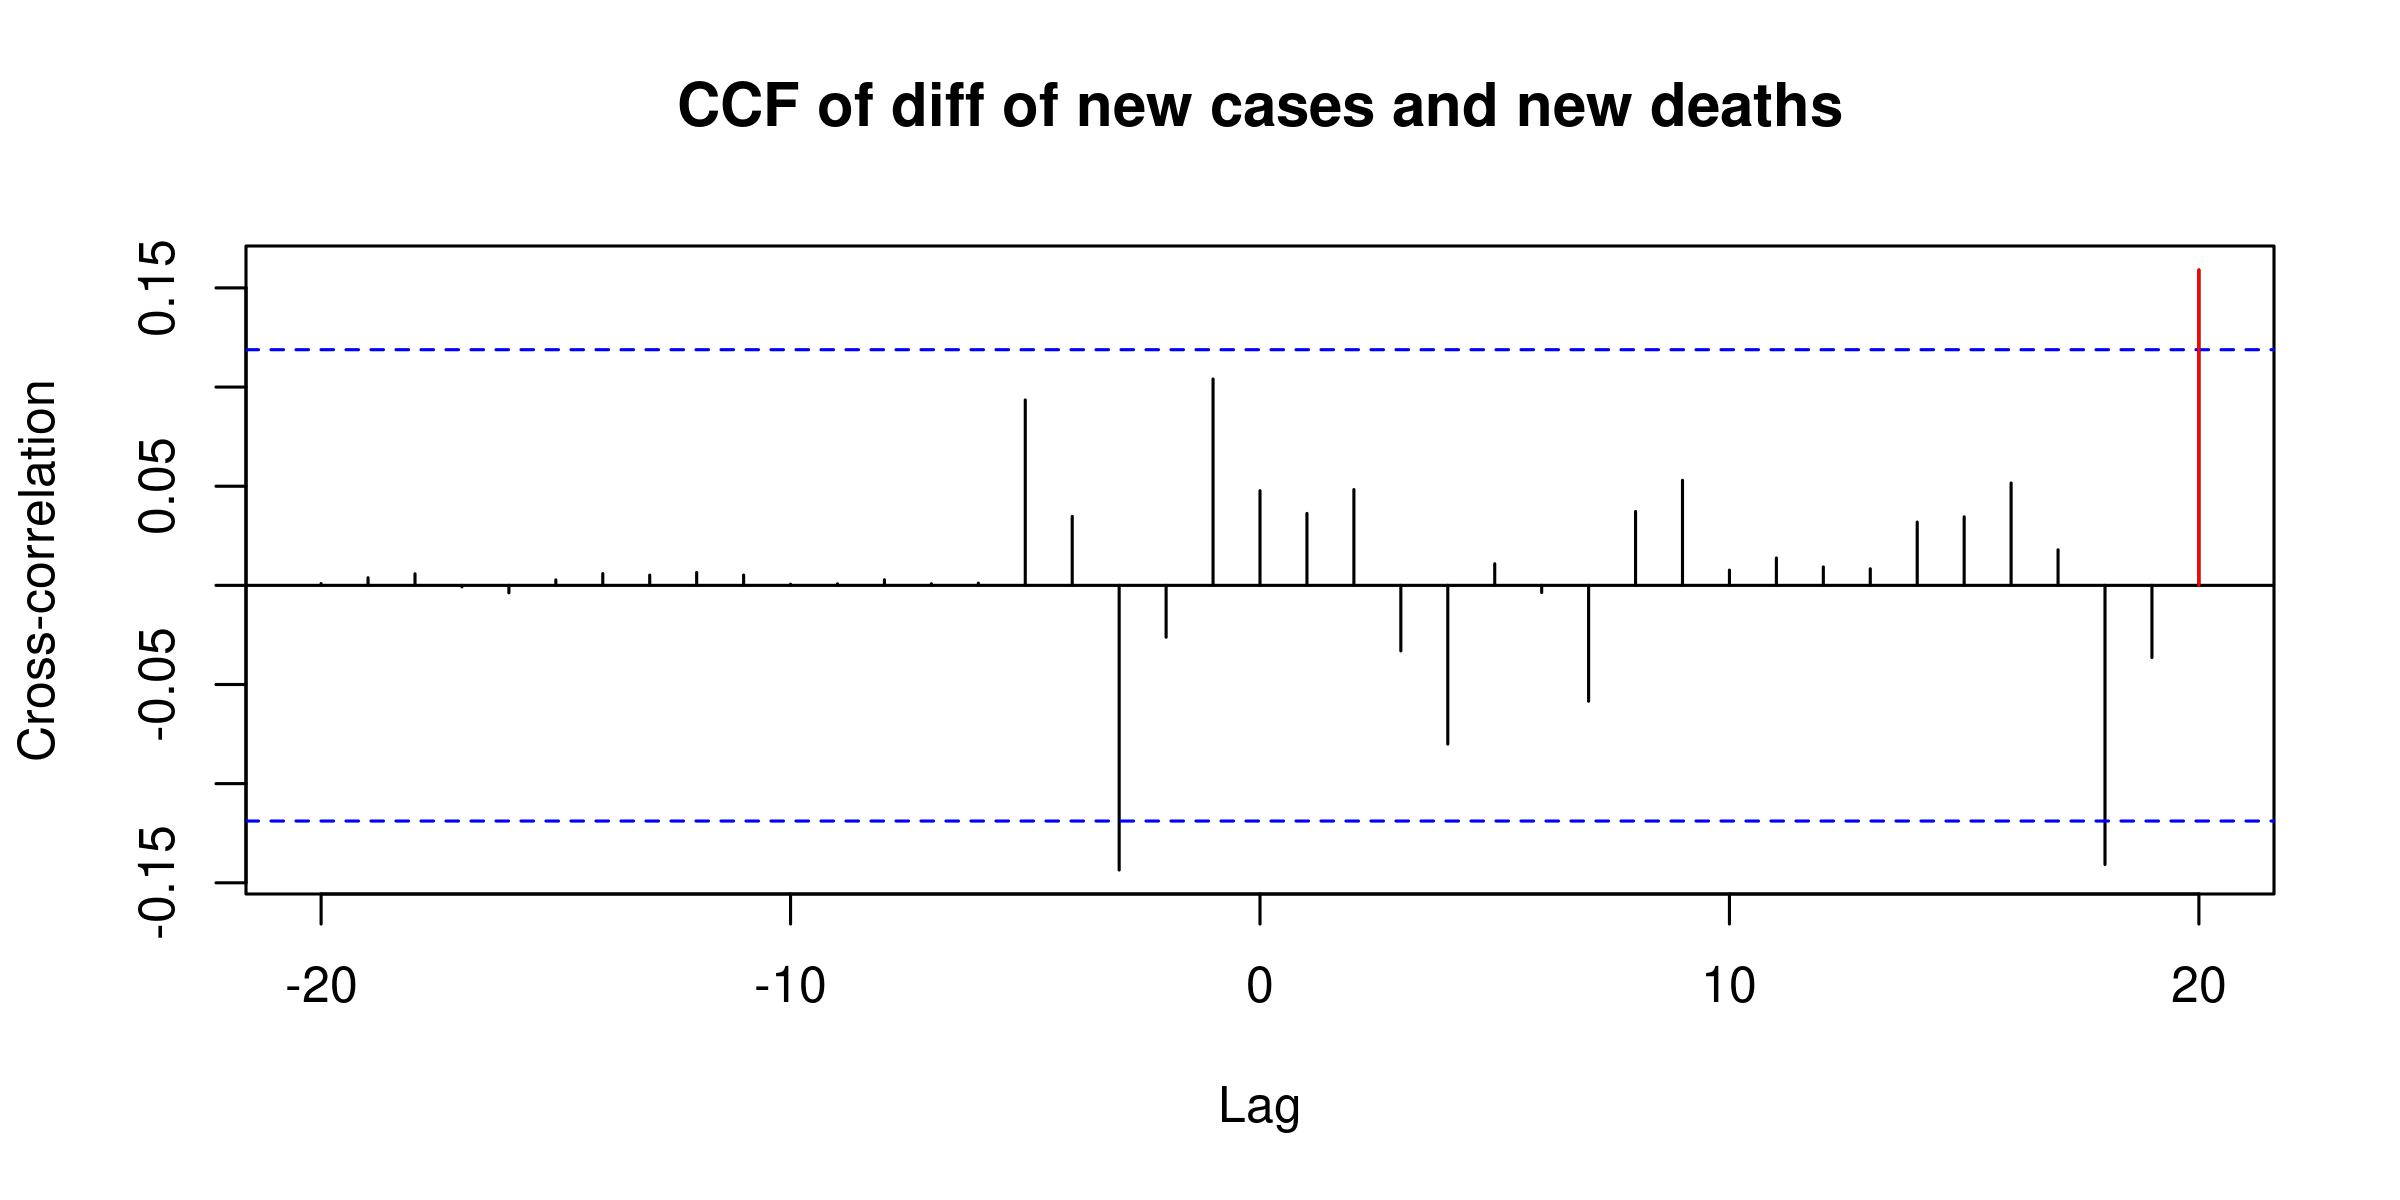 CCF of diff of new cases and new deaths
Cross-correlation
0.15
0.05
-0.05
-0.15
-20 -10 0 10 20
Lag